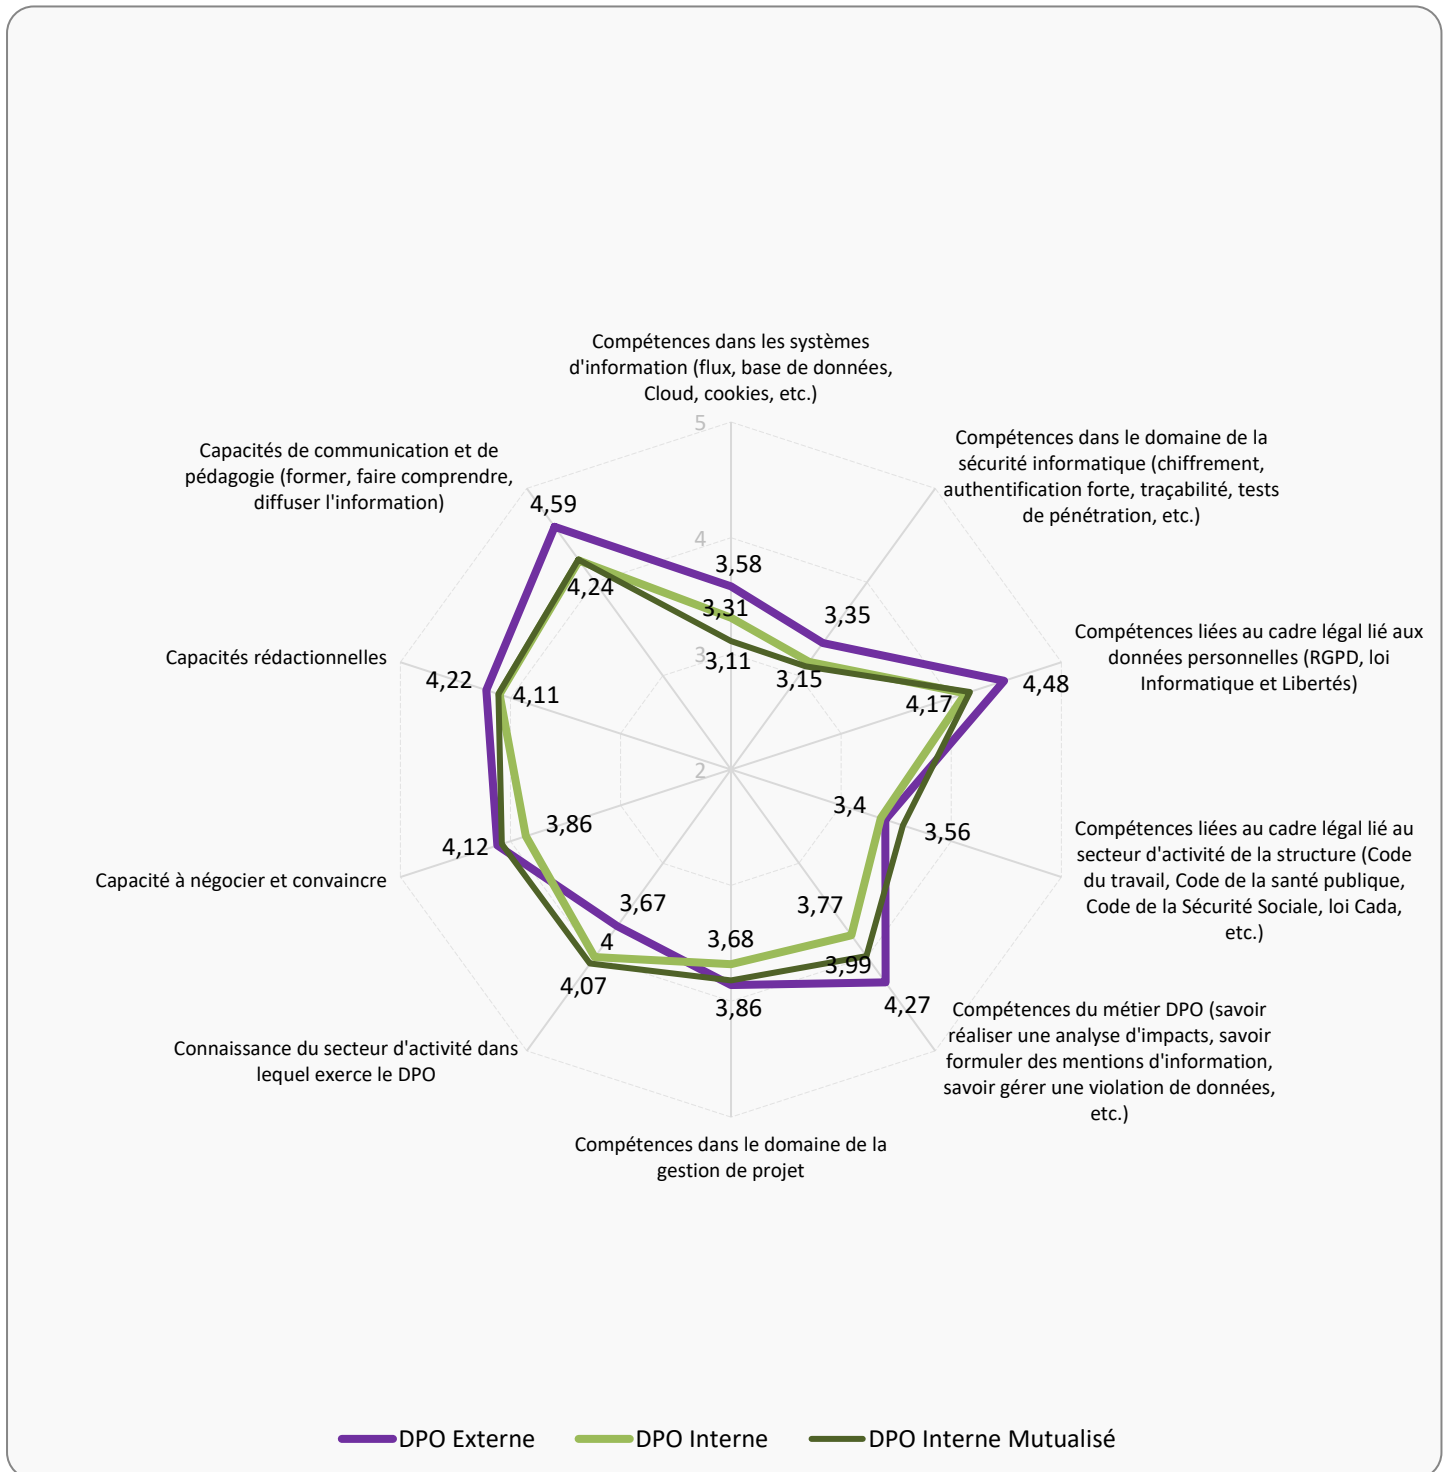 Compétences dans les systèmes
d'information (flux, base de données,
Cloud, cookies, etc.)
Compétences dans le domaine de la
sécurité informatique (chiffrement,
authentification forte, traçabilité, tests
de pénétration, etc.)
Compétences liées au cadre légal lié aux
données personnelles (RGPD, loi
Informatique et Libertés)
Compétences liées au cadre légal lié au
secteur d'activité de la structure (Code
du travail, Code de la santé publique,
Code de la Sécurité Sociale, loi Cada,
etc.)
Compétences du métier DPO (savoir
réaliser une analyse d'impacts, savoir
formuler des mentions d'information,
savoir gérer une violation de données,
etc.)
Compétences dans le domaine de la
gestion de projet
Connaissance du secteur d'activité dans
lequel exerce le DPO
Capacité à négocier et convaincre
Capacités rédactionnelles
Capacités de communication et de
pédagogie (former, faire comprendre,
diffuser l'information)
5
4
3
2
3,58
3,31
3,11
3,35
3,15
4,48
4,17
3,4
3,56
3,77
3,99
4,27
3,68
3,86
3,67
4
4,07
3,86
4,12
4,22
4,11
4,59
4,24
DPO Externe
DPO Interne
DPO Interne Mutualisé